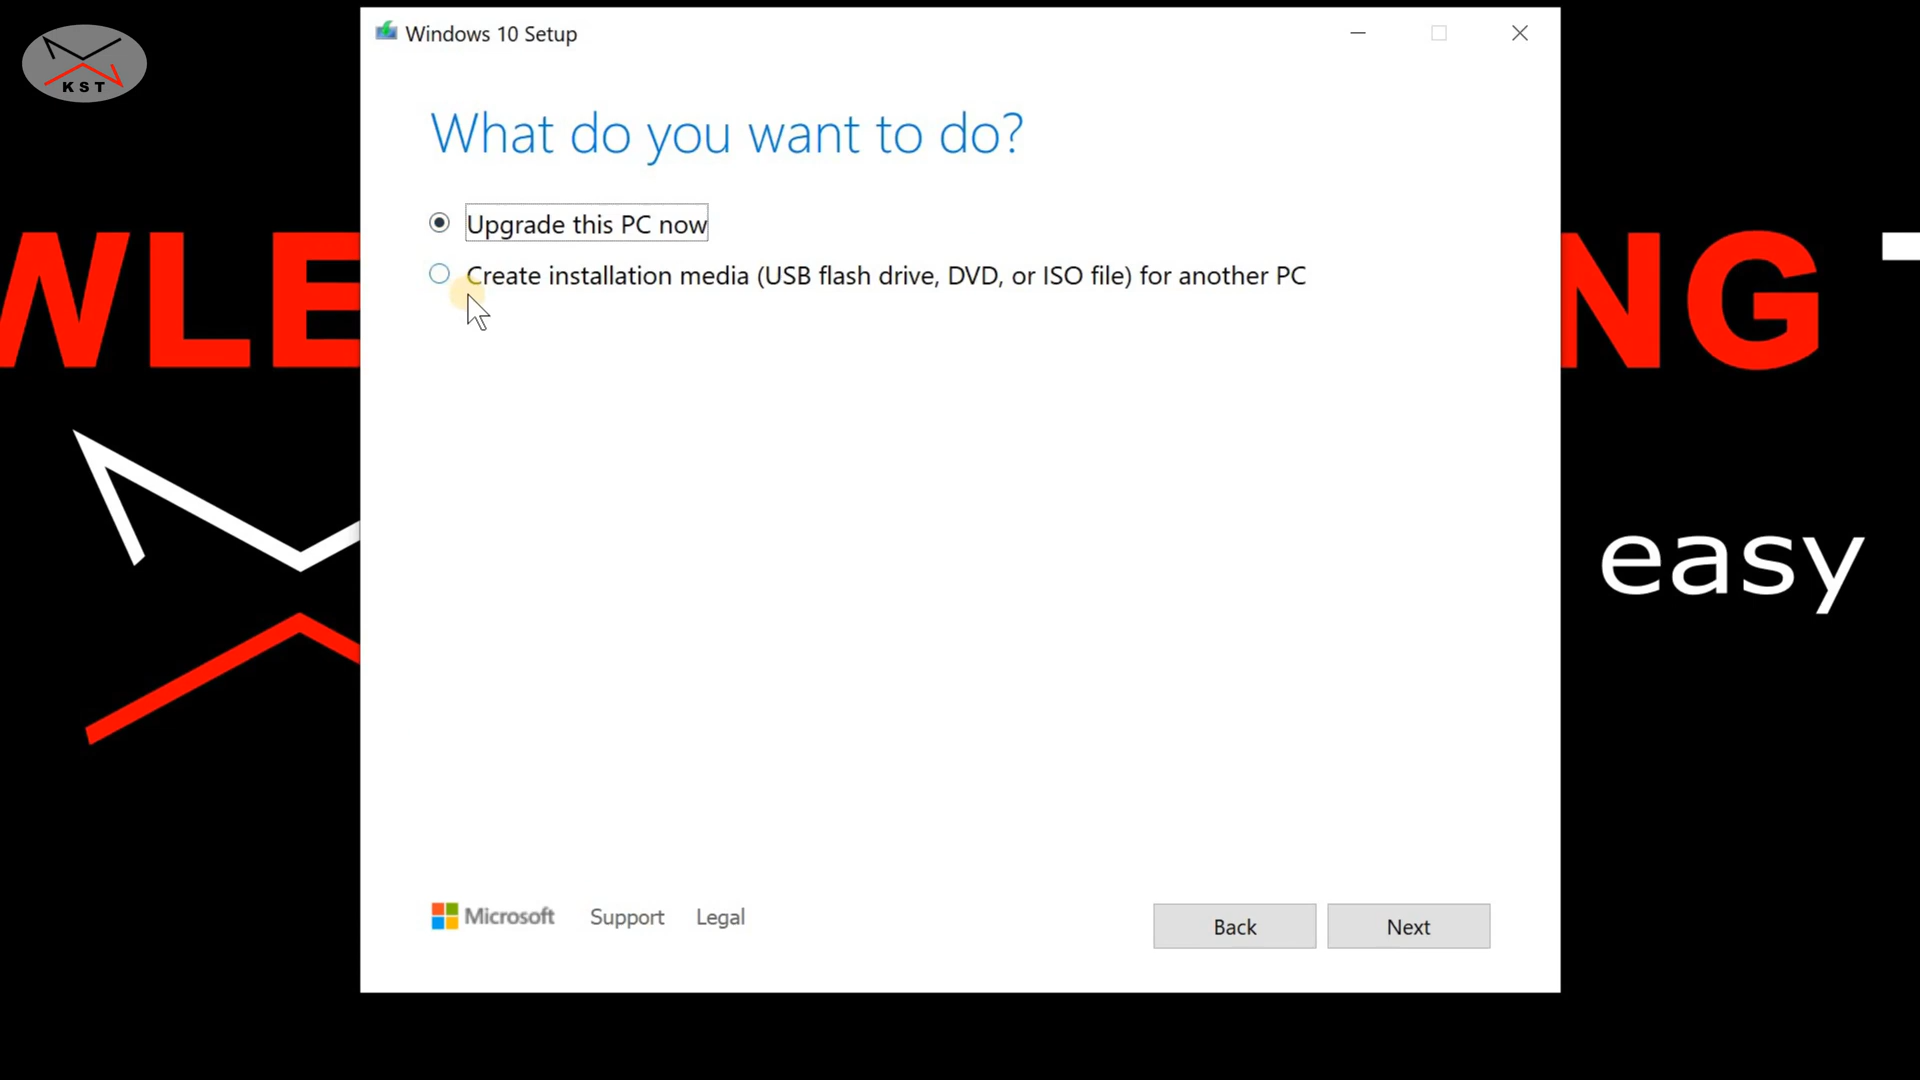 KST
Windows 10 Setup
What do you want to do?
Upgrade this PC now
Create installation media (USB flash drive, DVD, or ISO file) for another PC
WLE
NG T
easy
Microsoft Support Legal
Back Next